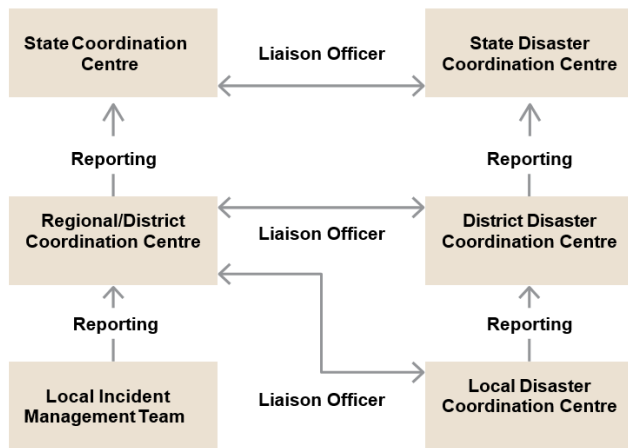 State Coordination
Centre
Liaison Officer
State Disaster
Coordination Centre
Reporting
Reporting
Regional/District
Coordination Centre
Liaison Officer
District Disaster
Coordination Centre
Reporting
Reporting
Local Incident
Management Team
Liaison Officer
Local Disaster
Coordination Centre